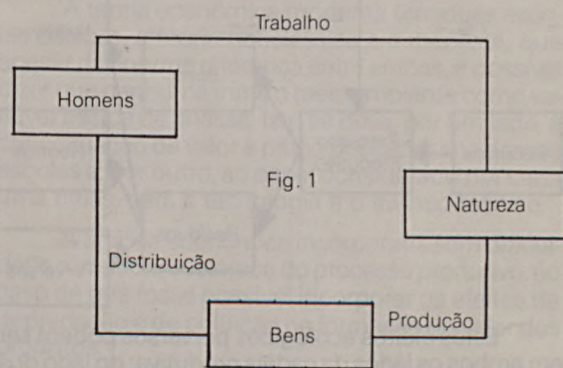 Trabalho
Homens
Fig. 1
Natureza
Distribuição
Produção
Bens